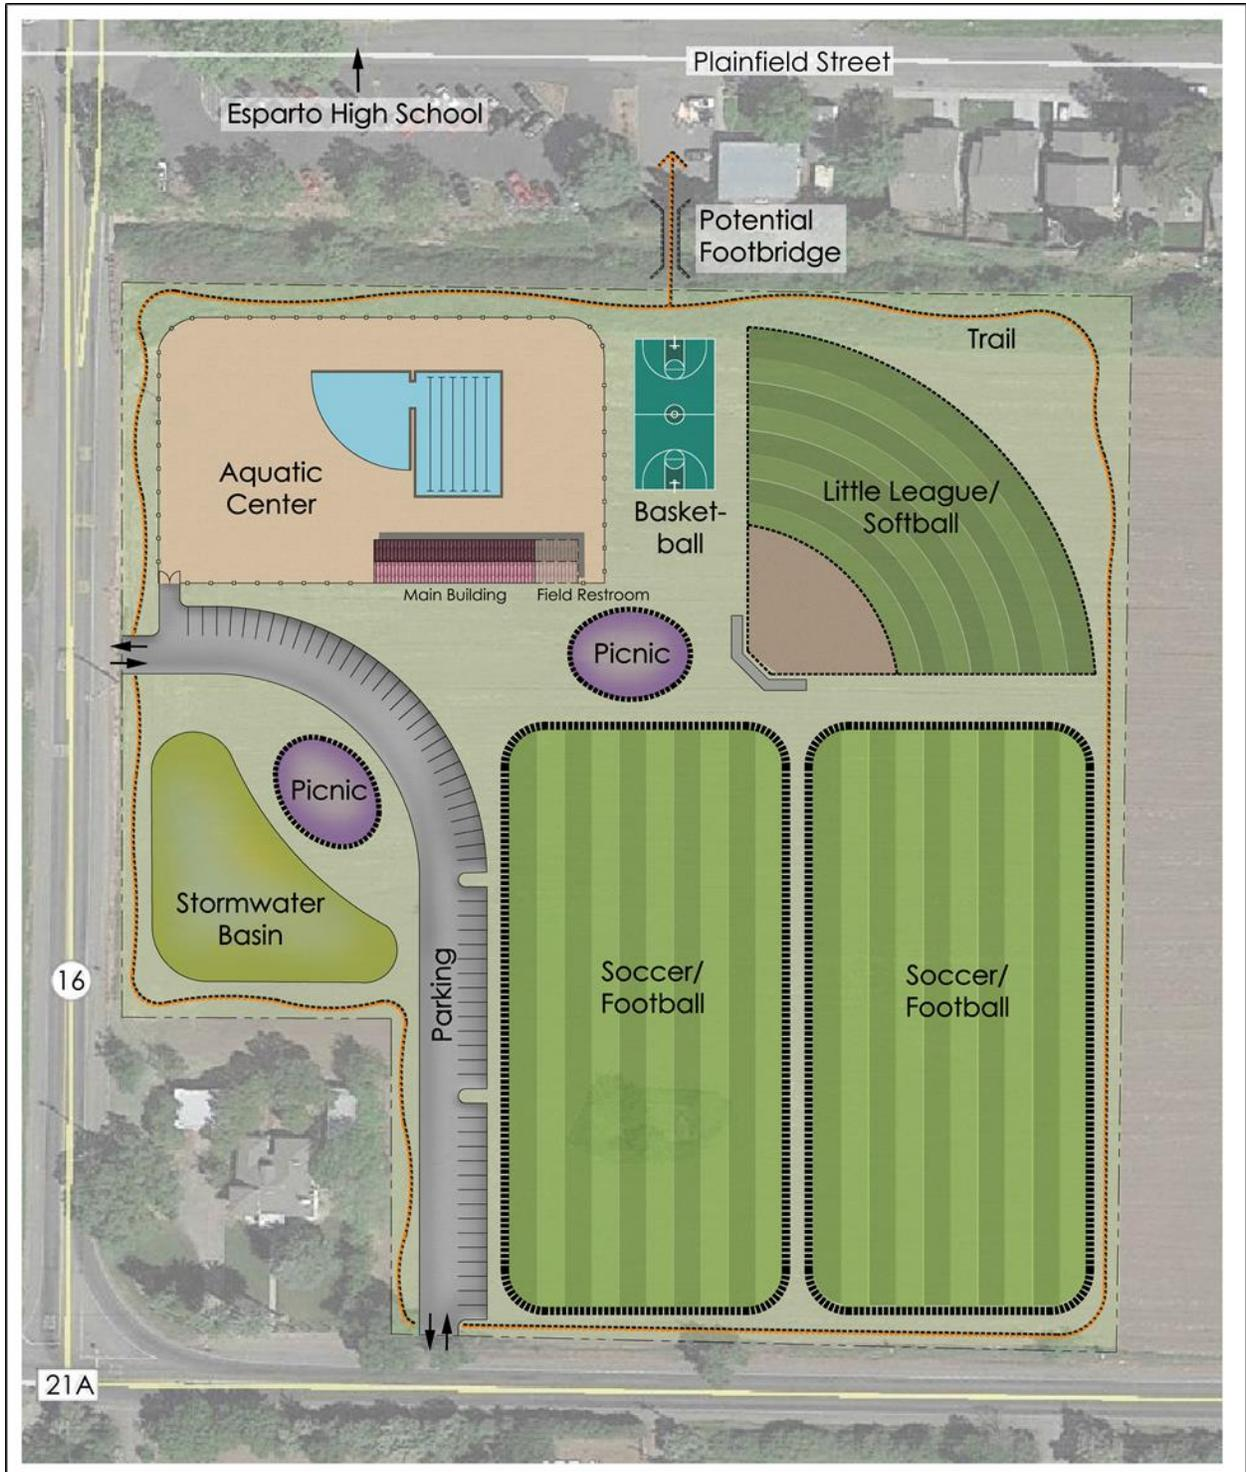 Plainfield Street
Esparto High School
Potential
Footbridge
Trail
Aquatic
Center
Little League/
Softball
Basket-
ball
Main Building
Field Restroom
Picnic
Picnic
Stormwater
Basin
Parking
Soccer/
Football
Soccer/
Football
16
21A